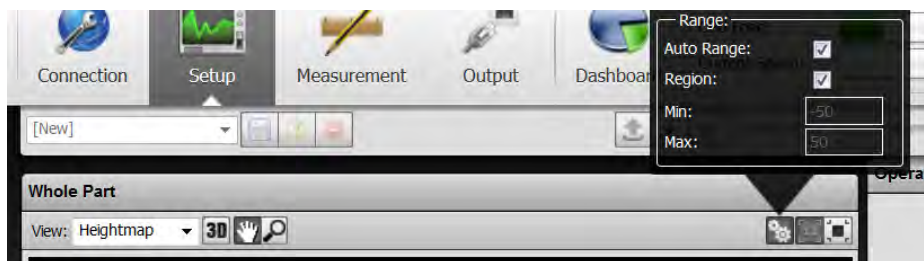 Connection
Setup
Measurement
Output
Dashboar
Range:
Auto Range:
Region:
Min: -50
Max: 50
[New]
Whole Part
Opera
View: Heightmap
3D